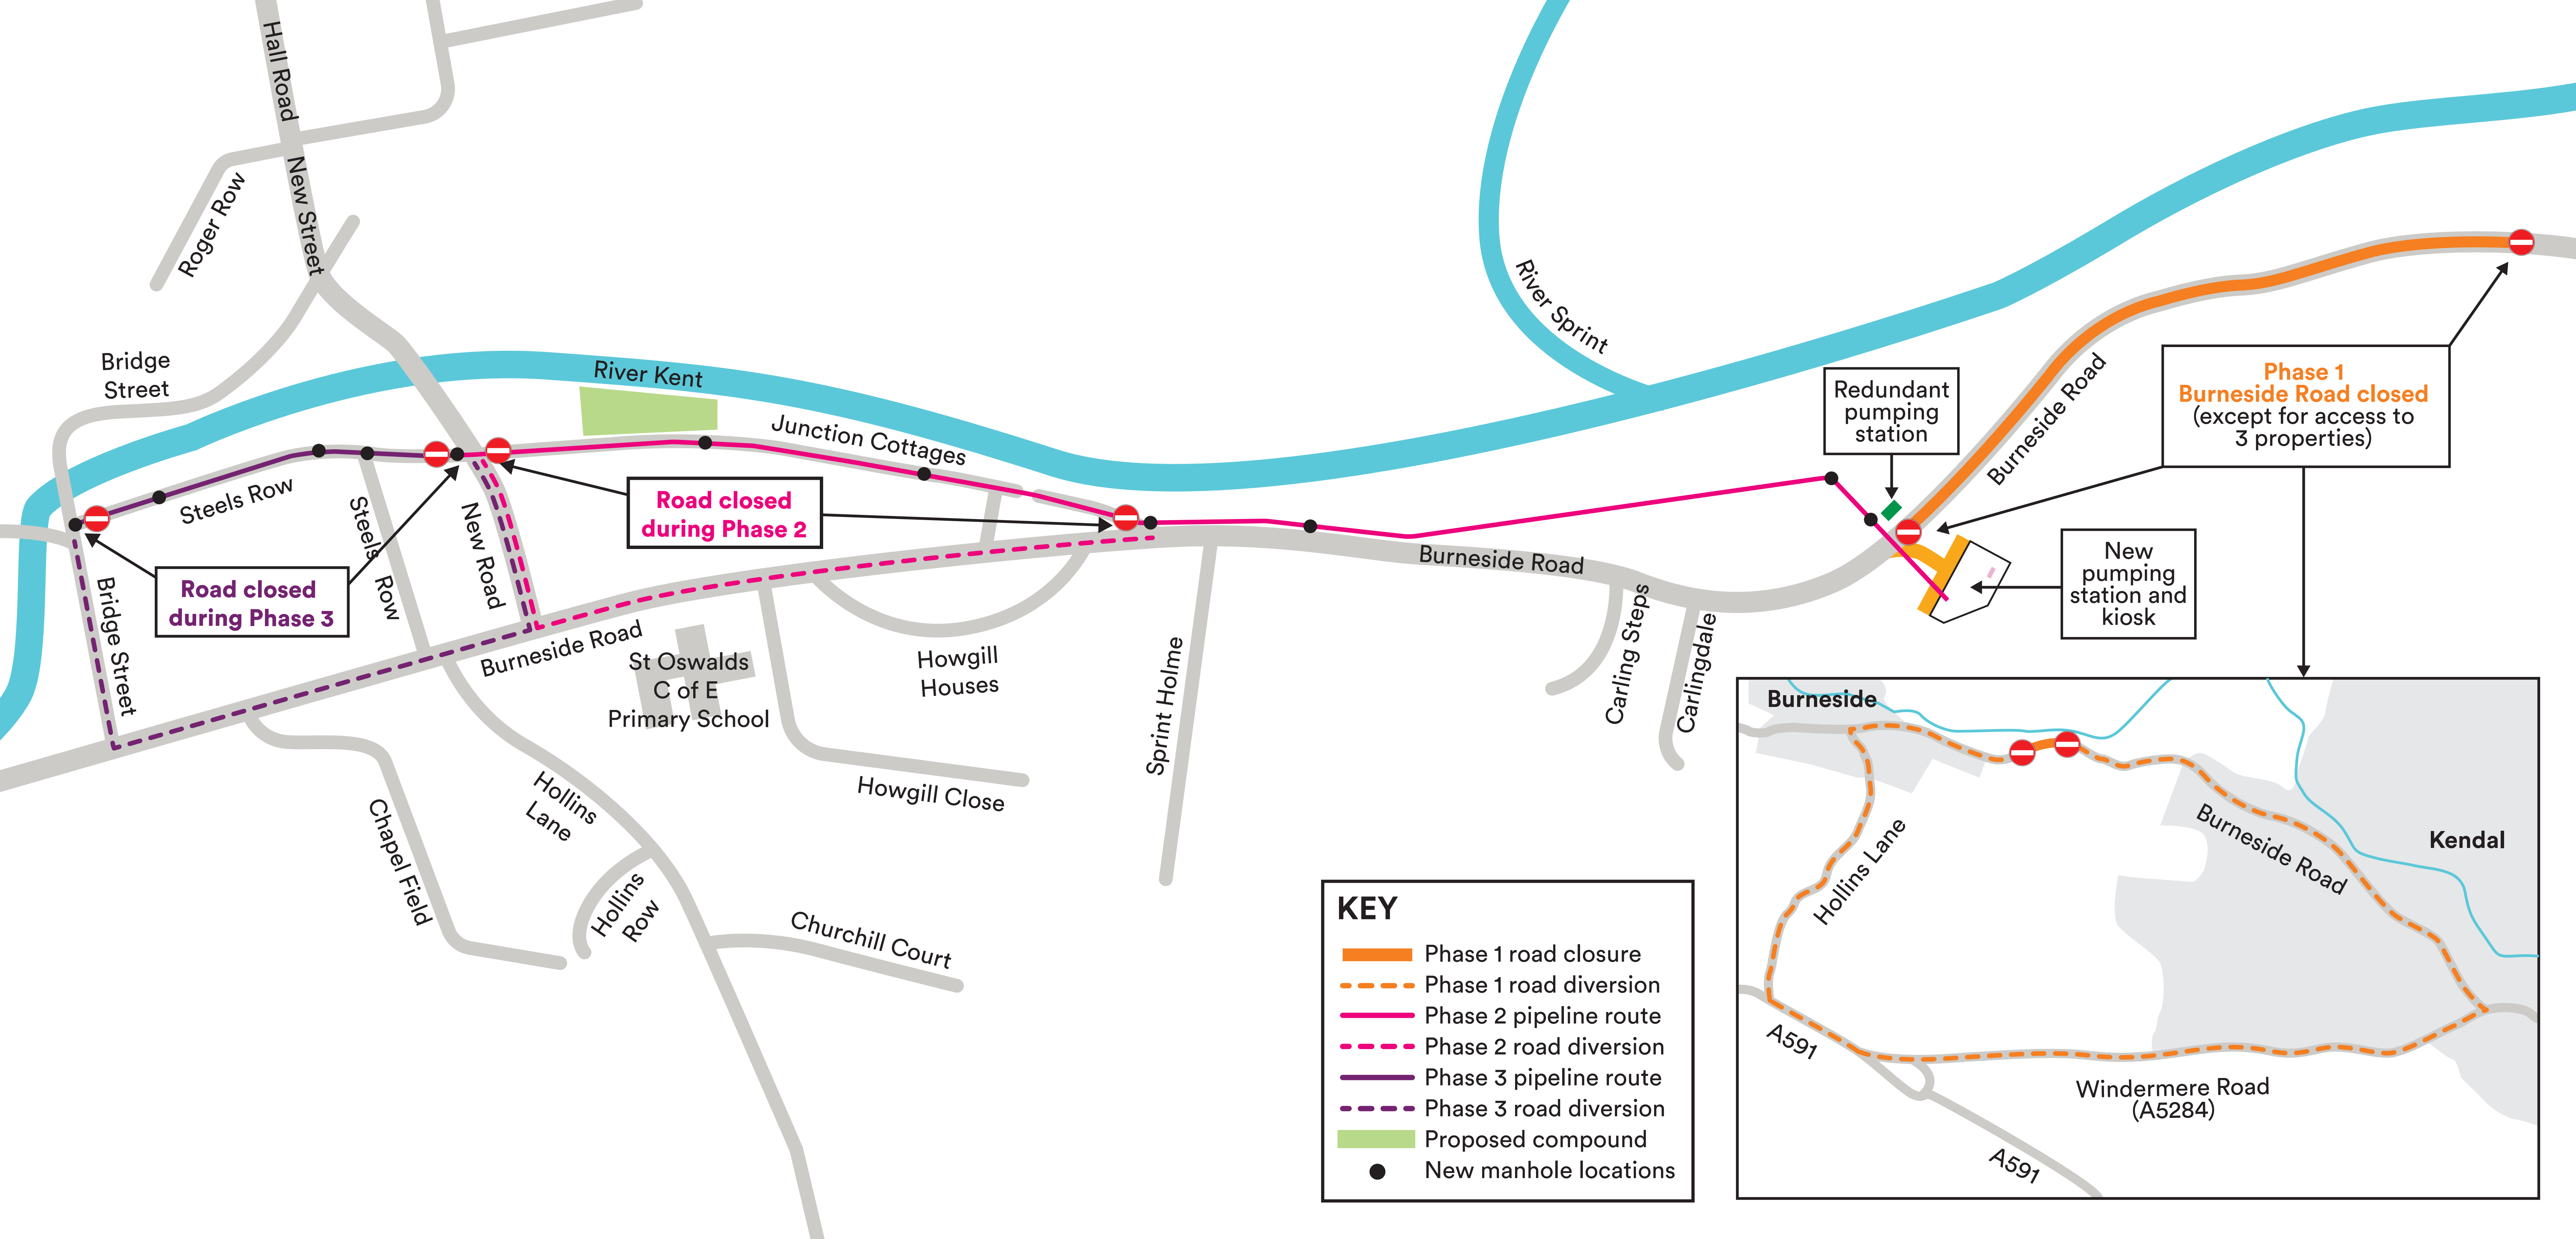 Hall Road
New Street
Roger Row
Bridge
Street
River Kent
Junction Cottages
River Sprint
Steels Row
Steels
Row
New Road
Road closed
during Phase 2
Road closed
during Phase 3
Bridge Street
Burneside Road
St Oswalds
C of E
Primary School
Howgill
Houses
Howgill Close
Sprint Holme
Burneside Road
Carling Steps
Carlingdale
Redundant
pumping
station
Burneside Road
Phase 1
Burneside Road closed
(except for access to
3 properties)
New
pumping
station and
kiosk
Chapel Field
Hollins
Lane
Hollins
Row
Churchill Court
KEY
Phase 1 road closure
Phase 1 road diversion
Phase 2 pipeline route
Phase 2 road diversion
Phase 3 pipeline route
Phase 3 road diversion
Proposed compound
New manhole locations
Burneside
Hollins Lane
Burneside Road
Kendal
A591
Windermere Road
(A5284)
A591